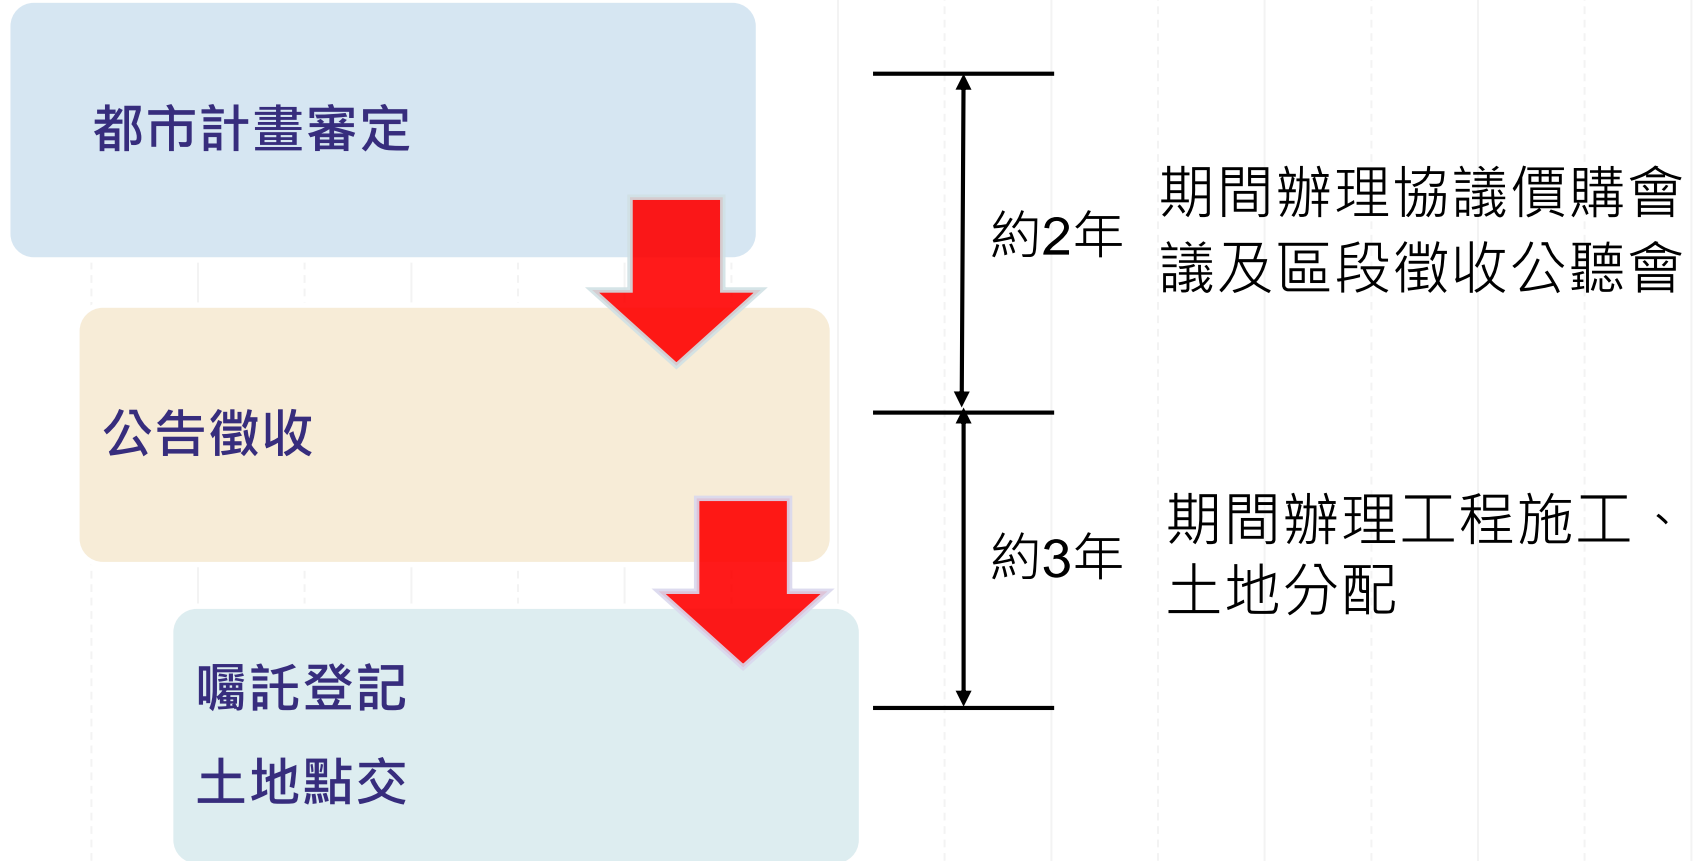 都市計畫審定
約2年
期間辦理協議價購會
議及區段徵收公聽會
公告徵收
約3年
期間辦理工程施工、
土地分配
囑託登記
土地點交